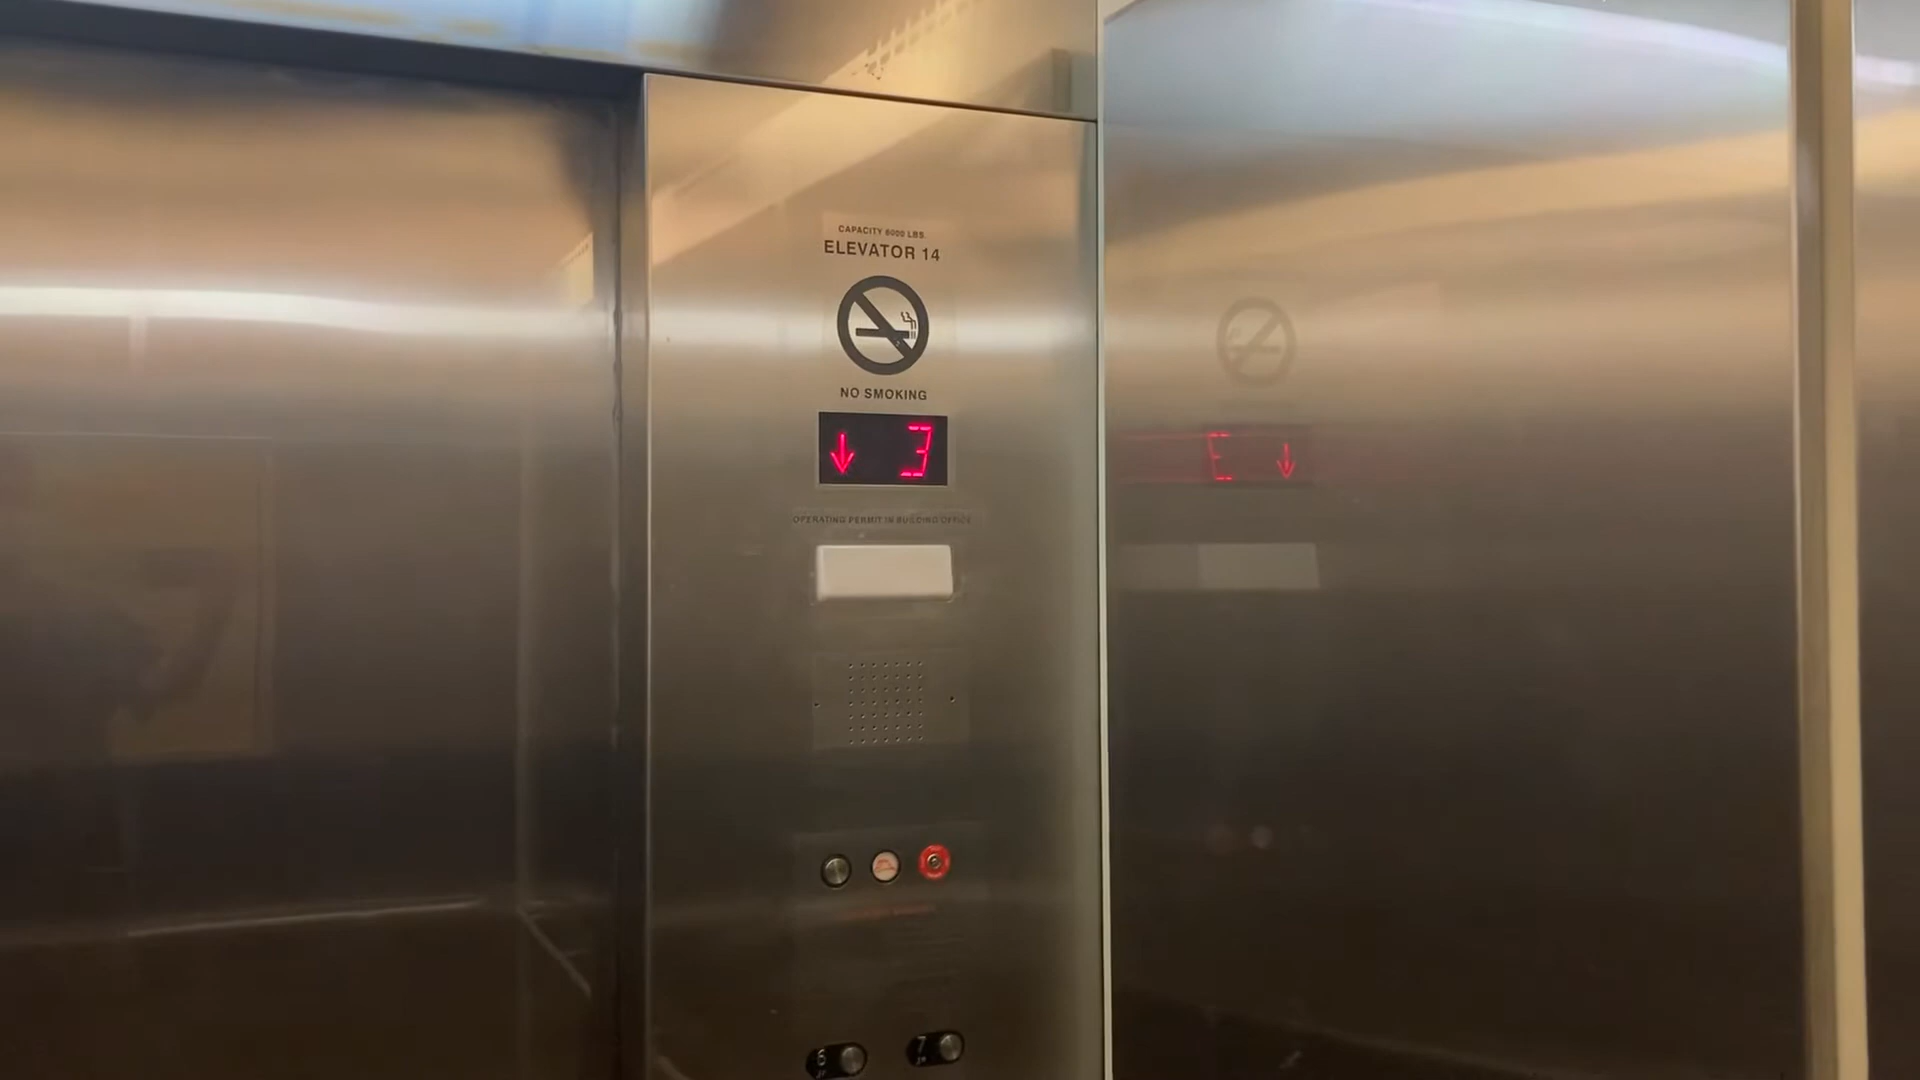 CAPACITY 6000 LBS.
ELEVATOR 14
NO SMOKING
↓ 3
OPERATING PERMIT IN BUILDING OFFICE
6
7